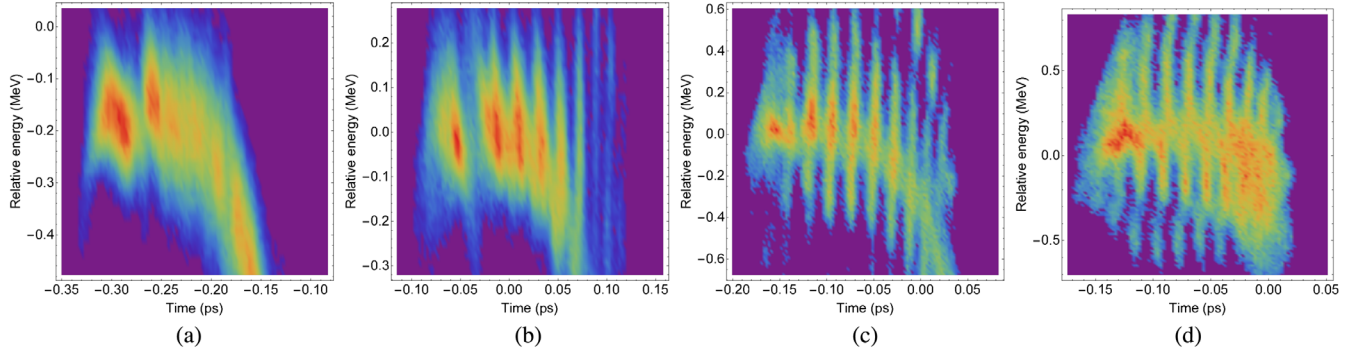 Relative energy (MeV)
0.0
−0.1
−0.2
−0.3
−0.4
−0.35 −0.30 −0.25 −0.20 −0.15 −0.10
Time (ps)
(a)
Relative energy (MeV)
0.2
0.1
0.0
−0.1
−0.2
−0.3
−0.10 −0.05 0.00 0.05 0.10 0.15
Time (ps)
(b)
Relative energy (MeV)
0.6
0.4
0.2
0.0
−0.2
−0.4
−0.6
−0.20 −0.15 −0.10 −0.05 0.00 0.05
Time (ps)
(c)
Relative energy (MeV)
0.5
0.0
−0.5
−0.15 −0.10 −0.05 0.00 0.05
Time (ps)
(d)